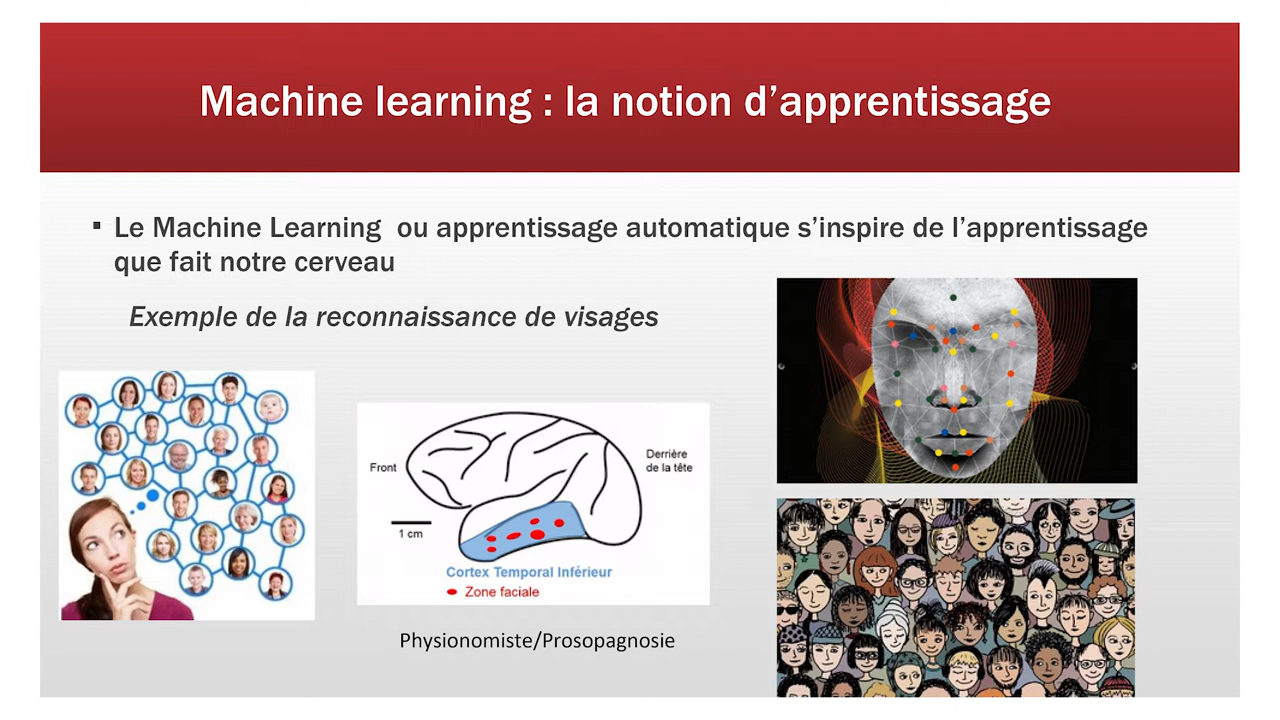 Machine learning : la notion d’apprentissage
▪ Le Machine Learning ou apprentissage automatique s’inspire de l’apprentissage
que fait notre cerveau
Exemple de la reconnaissance de visages
Front
Derrière
de la tête
1 cm
Cortex Temporal Inférieur
Zone faciale
Physionomiste/Prosopagnosie